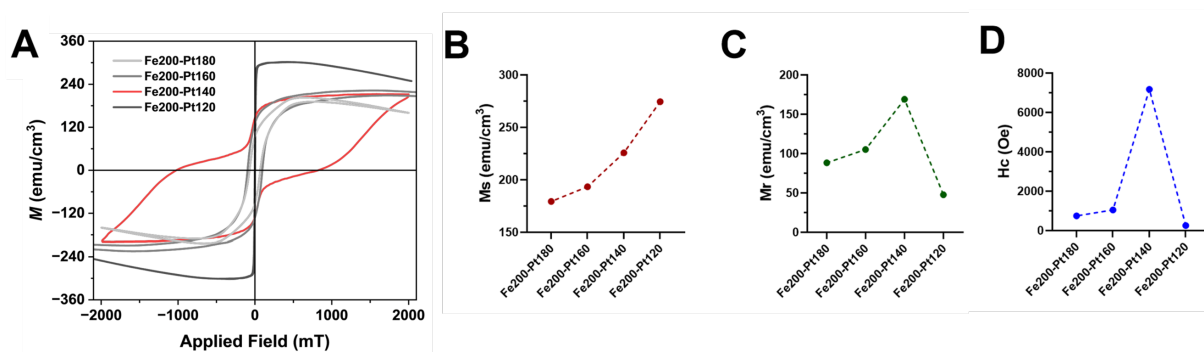 A
360
240
120
0
−120
−240
−360
M (emu/cm³)
Fe200-Pt180
Fe200-Pt160
Fe200-Pt140
Fe200-Pt120
−2000
−1000
0
1000
2000
Applied Field (mT)
B
300
250
200
150
Ms (emu/cm³)
Fe200-Pt180
Fe200-Pt160
Fe200-Pt140
Fe200-Pt120
C
200
150
100
50
0
Mr (emu/cm³)
Fe200-Pt180
Fe200-Pt160
Fe200-Pt140
Fe200-Pt120
D
8000
6000
4000
2000
0
Hc (Oe)
Fe200-Pt180
Fe200-Pt160
Fe200-Pt140
Fe200-Pt120